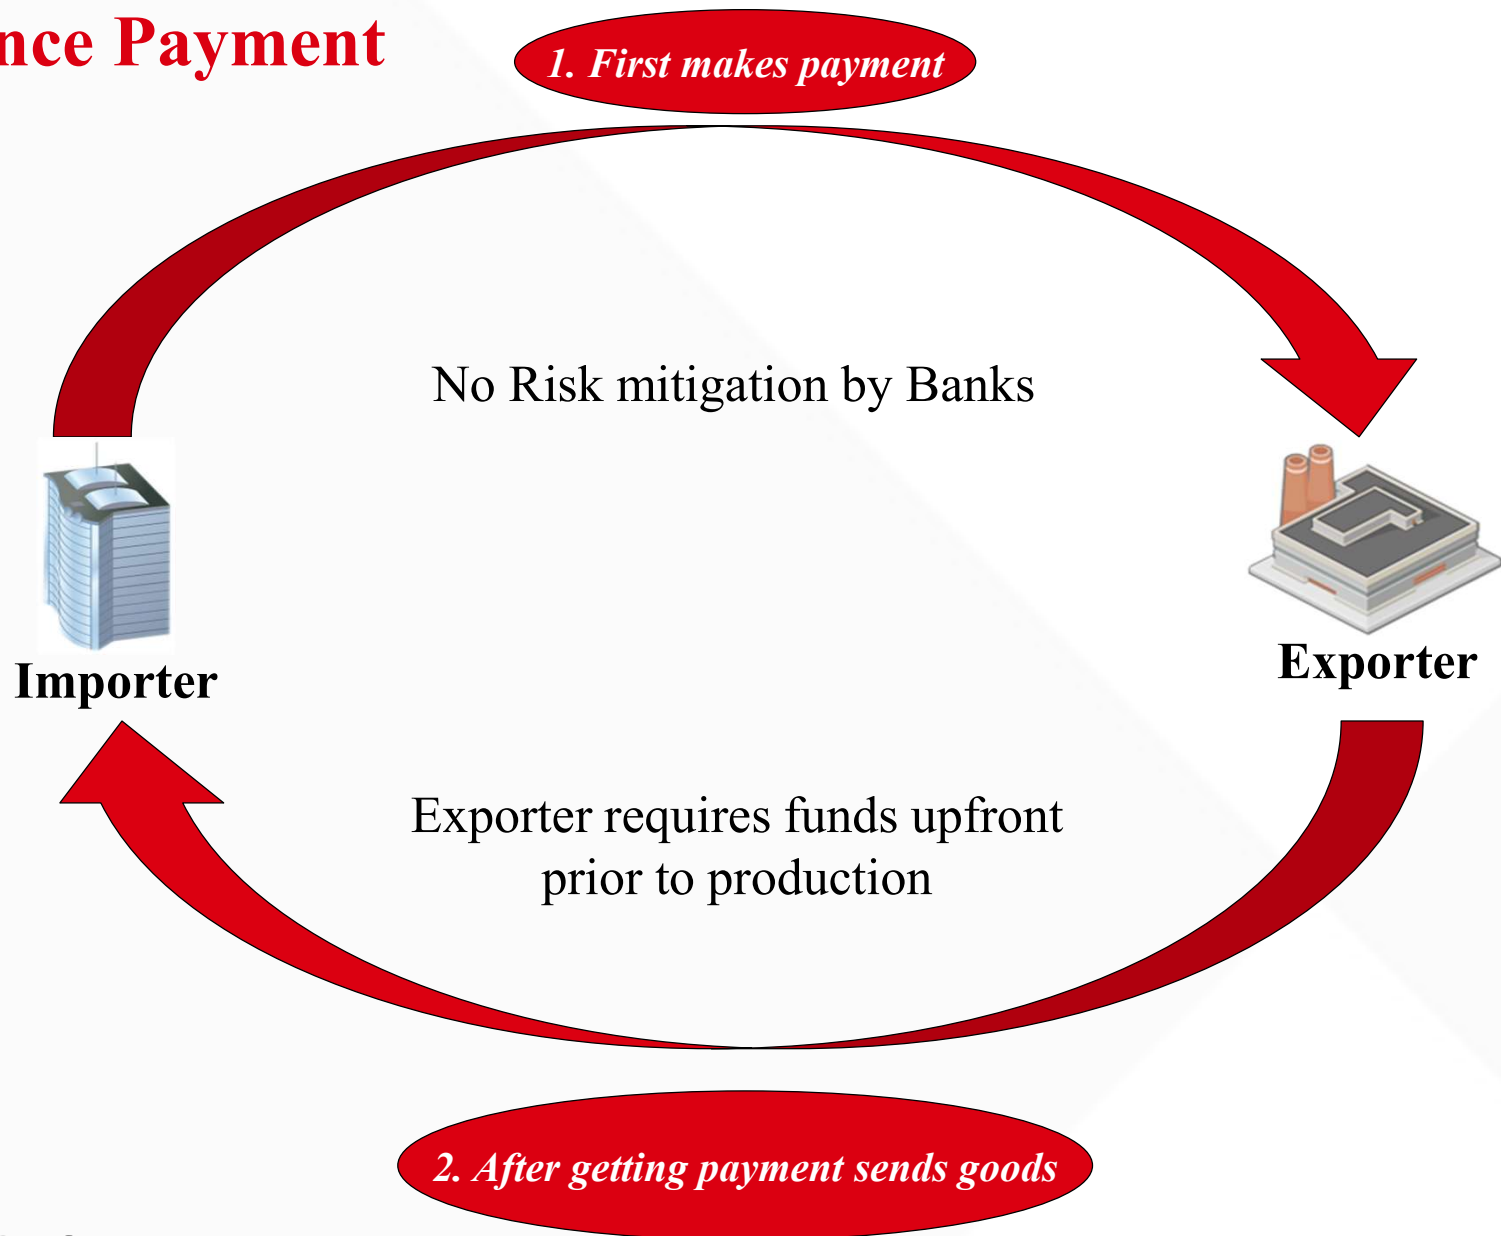 nce Payment
1. First makes payment
No Risk mitigation by Banks
Importer
Exporter
Exporter requires funds upfront
prior to production
2. After getting payment sends goods